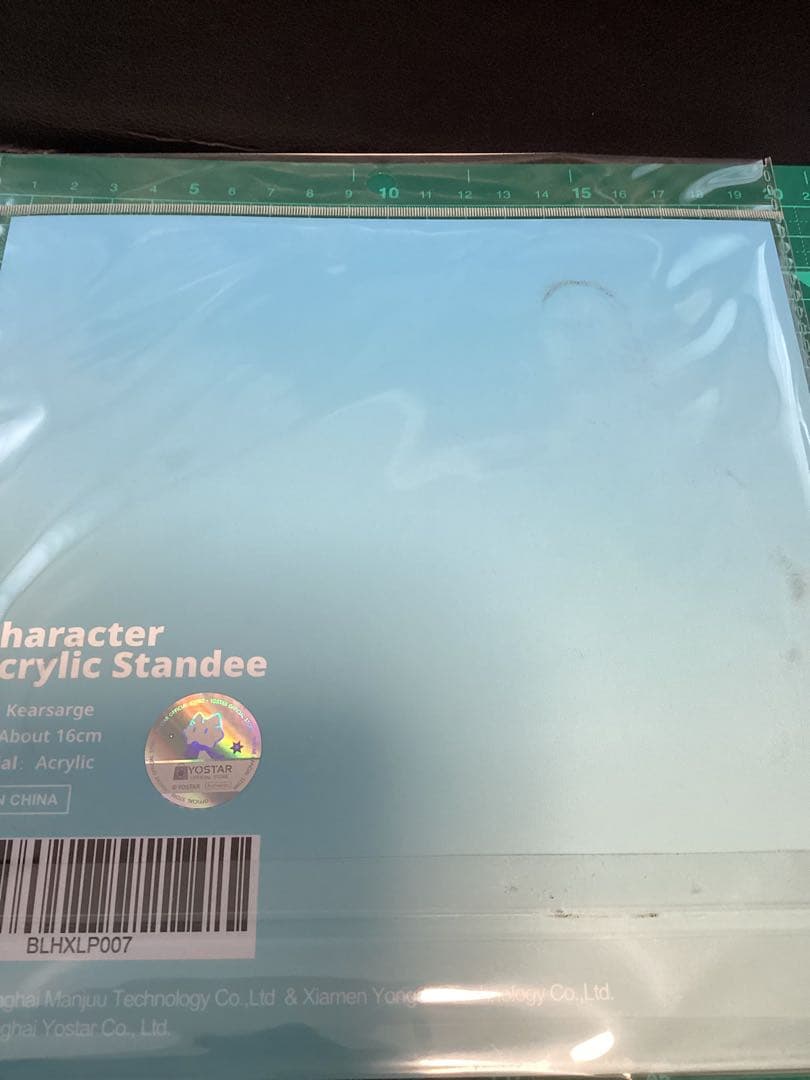 1 2 3 4 5 6 7 8 9 10 11 12 13 14 15 16 17 18 19 20
haracter
crylic Standee
Kearsarge
About 16cm
al: Acrylic
N CHINA
YOSTAR
© YOSTAR
BLHXLP007
ghai Manjuu Technology Co.,Ltd & Xiamen Yong Technology Co.,Ltd.
ghai Yostar Co., Ltd.